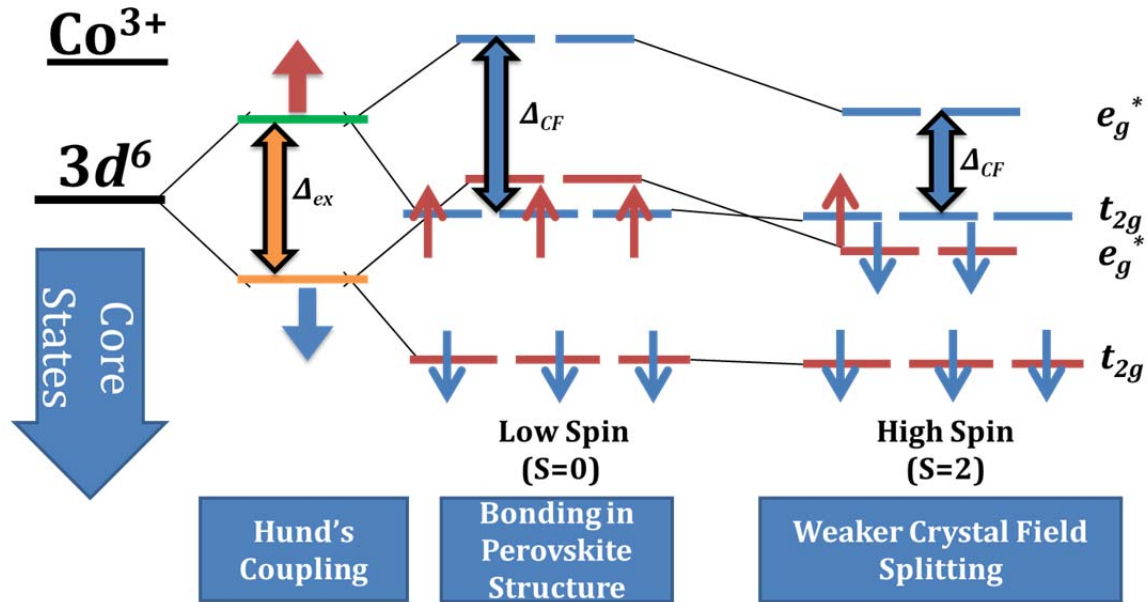 Co³⁺
3d⁶
Core
States
Δex
ΔCF
ΔCF
eg*
t2g
eg*
t2g
Low Spin
(S=0)
High Spin
(S=2)
Hund's
Coupling
Bonding in
Perovskite
Structure
Weaker Crystal Field
Splitting